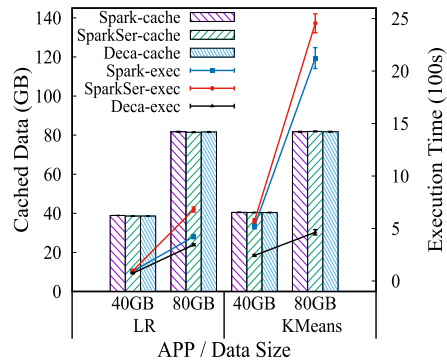 140
120
100
80
60
40
20
0
Cached Data (GB)
Spark-cache
SparkSer-cache
Deca-cache
Spark-exec
SparkSer-exec
Deca-exec
25
20
15
10
5
0
Execution Time (100s)
40GB 80GB 40GB 80GB
LR KMeans
APP / Data Size